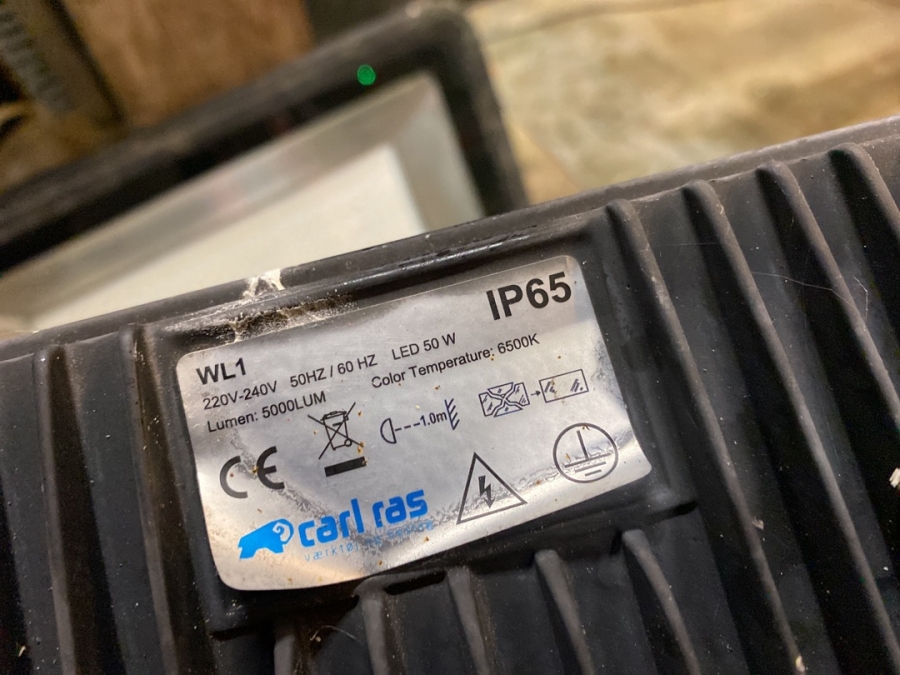 WL1
IP65
220V-240V 50HZ / 60 HZ LED 50 W
Lumen: 5000LUM Color Temperature: 6500K
CE
1.0m
carl ras
værktøj